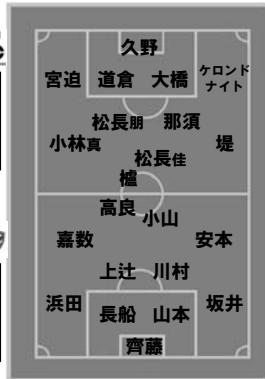 久野
宮迫 道倉 大橋 ケロンド
ナイト
松長朋 那須
小林真 堤
松長佳
櫨
高良
小山
嘉数 安本
上辻 川村
浜田 長船 山本 坂井
齊藤